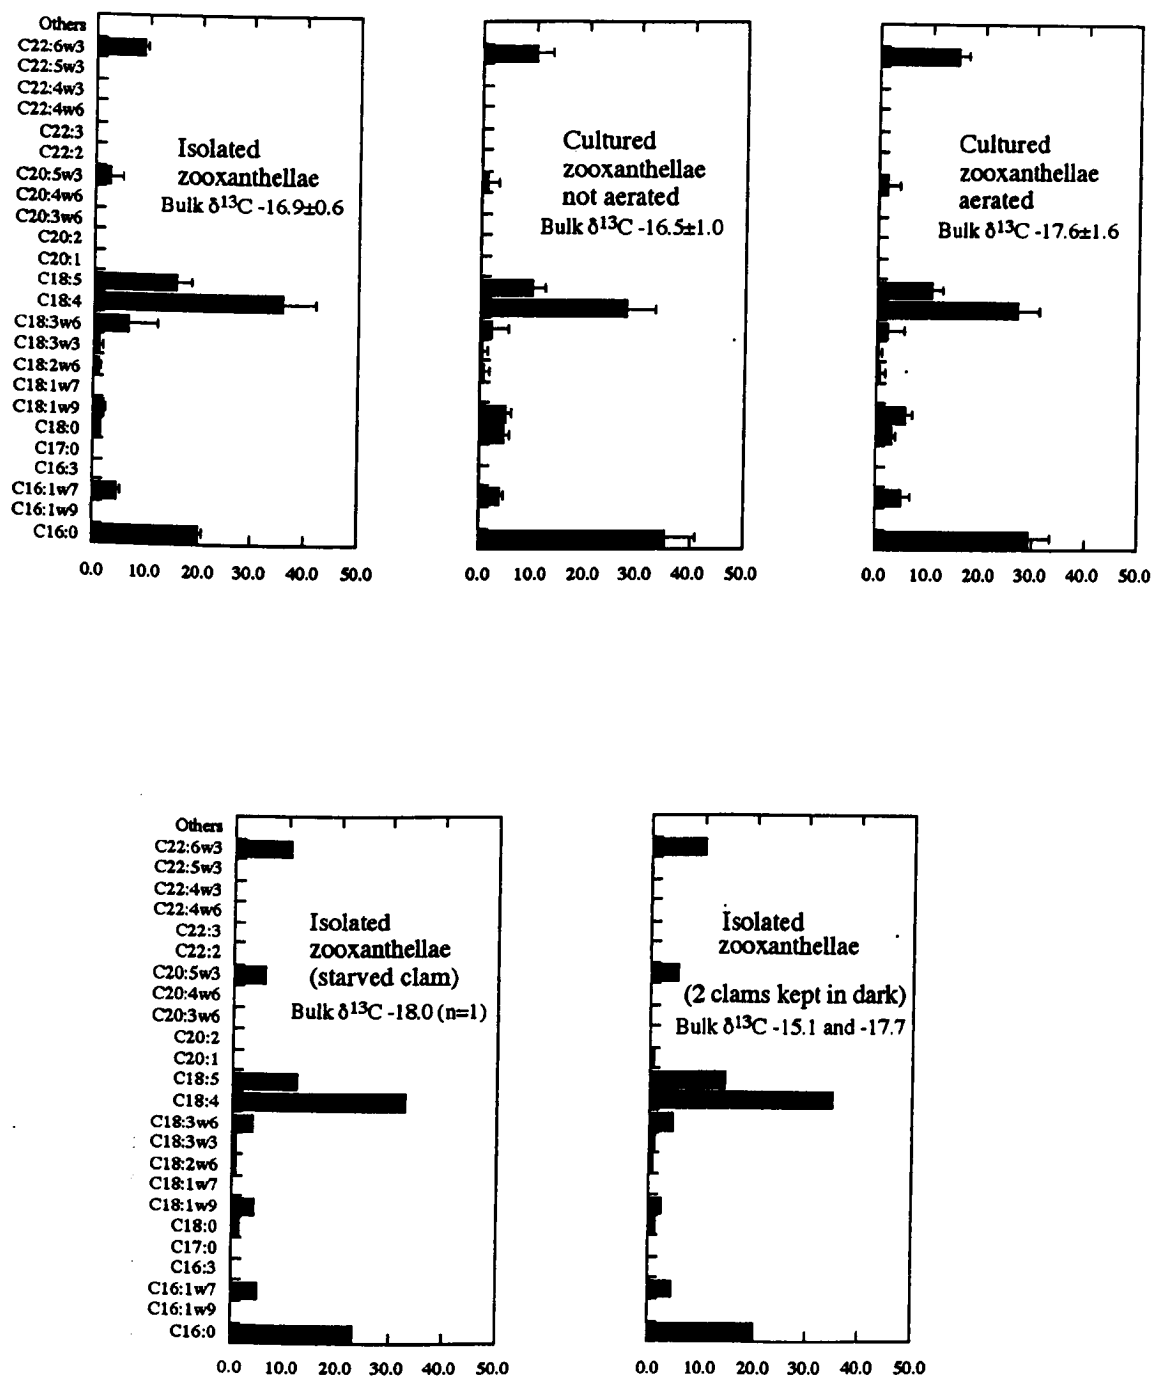 Others
C22:6w3
C22:5w3
C22:4w3
C22:4w6
C22:3
C22:2
C20:5w3
C20:4w6
C20:3w6
C20:2
C20:1
C18:5
C18:4
C18:3w6
C18:3w3
C18:2w6
C18:1w7
C18:1w9
C18:0
C17:0
C16:3
C16:1w7
C16:1w9
C16:0
Isolated
zooxanthellae
Bulk δ13C -16.9±0.6
0.0 10.0 20.0 30.0 40.0 50.0
Cultured
zooxanthellae
not aerated
Bulk δ13C -16.5±1.0
0.0 10.0 20.0 30.0 40.0 50.0
Cultured
zooxanthellae
aerated
Bulk δ13C -17.6±1.6
0.0 10.0 20.0 30.0 40.0 50.0
Others
C22:6w3
C22:5w3
C22:4w3
C22:4w6
C22:3
C22:2
C20:5w3
C20:4w6
C20:3w6
C20:2
C20:1
C18:5
C18:4
C18:3w6
C18:3w3
C18:2w6
C18:1w7
C18:1w9
C18:0
C17:0
C16:3
C16:1w7
C16:1w9
C16:0
Isolated
zooxanthellae
(starved clam)
Bulk δ13C -18.0 (n=1)
0.0 10.0 20.0 30.0 40.0 50.0
Isolated
zooxanthellae
(2 clams kept in dark)
Bulk δ13C -15.1 and -17.7
0.0 10.0 20.0 30.0 40.0 50.0